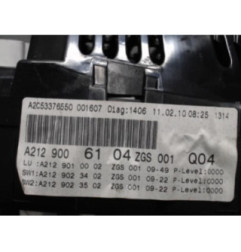 A2C53376550 001607 Diag:1406 11.02.10 08:25 1314
A212 900 61 04 ZGS 001 Q04
LU :A212 901 00 02 ZGS 001 09-49 P-Level:0000
SW1:A212 902 34 02 ZGS 001 09-22 P-Level:0000
SW2:A212 902 35 02 ZGS 001 09-22 P-Level:0000